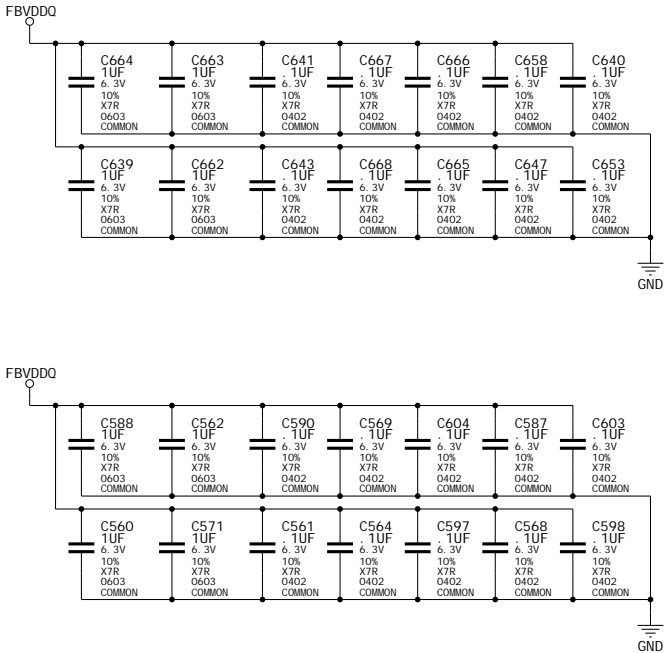 FBVDDQ
C664 C663 C641 C667 C666 C658 C640
1UF 1UF .1UF .1UF .1UF .1UF .1UF
6.3V 6.3V 6.3V 6.3V 6.3V 6.3V 6.3V
10% 10% 10% 10% 10% 10% 10%
X7R X7R X7R X7R X7R X7R X7R
0603 0603 0402 0402 0402 0402 0402
COMMON COMMON COMMON COMMON COMMON COMMON COMMON
C639 C662 C643 C668 C665 C647 C653
1UF 1UF .1UF .1UF .1UF .1UF .1UF
6.3V 6.3V 6.3V 6.3V 6.3V 6.3V 6.3V
10% 10% 10% 10% 10% 10% 10%
X7R X7R X7R X7R X7R X7R X7R
0603 0603 0402 0402 0402 0402 0402
COMMON COMMON COMMON COMMON COMMON COMMON COMMON
GND
FBVDDQ
C588 C562 C590 C569 C604 C587 C603
1UF 1UF .1UF .1UF .1UF .1UF .1UF
6.3V 6.3V 6.3V 6.3V 6.3V 6.3V 6.3V
10% 10% 10% 10% 10% 10% 10%
X7R X7R X7R X7R X7R X7R X7R
0603 0603 0402 0402 0402 0402 0402
COMMON COMMON COMMON COMMON COMMON COMMON COMMON
C560 C571 C561 C564 C597 C568 C598
1UF 1UF .1UF .1UF .1UF .1UF .1UF
6.3V 6.3V 6.3V 6.3V 6.3V 6.3V 6.3V
10% 10% 10% 10% 10% 10% 10%
X7R X7R X7R X7R X7R X7R X7R
0603 0603 0402 0402 0402 0402 0402
COMMON COMMON COMMON COMMON COMMON COMMON COMMON
GND